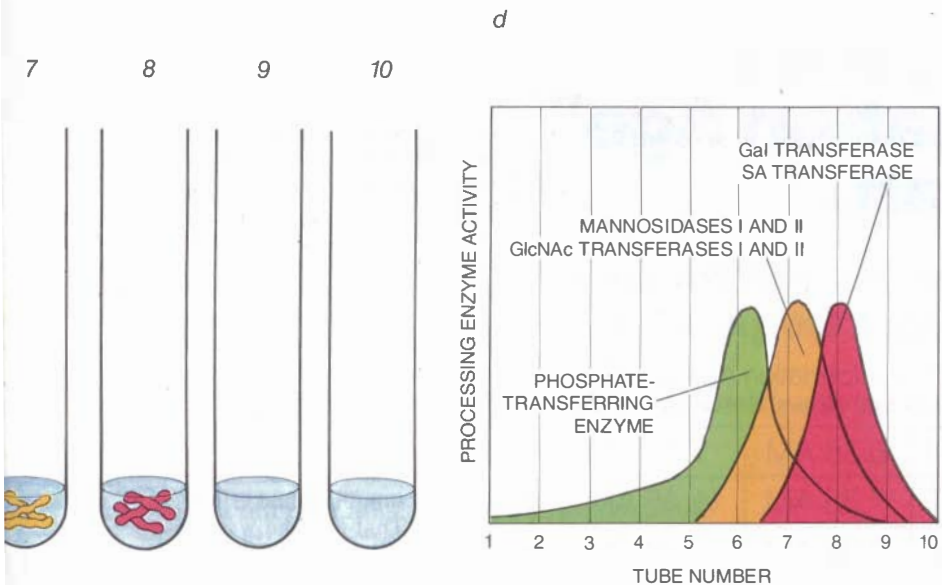 d
7 8 9 10
Gal TRANSFERASE
SA TRANSFERASE
MANNOSIDASES I AND II
GlcNAc TRANSFERASES I AND II
PHOSPHATE-
TRANSFERRING
ENZYME
PROCESSING ENZYME ACTIVITY
1 2 3 4 5 6 7 8 9 10
TUBE NUMBER